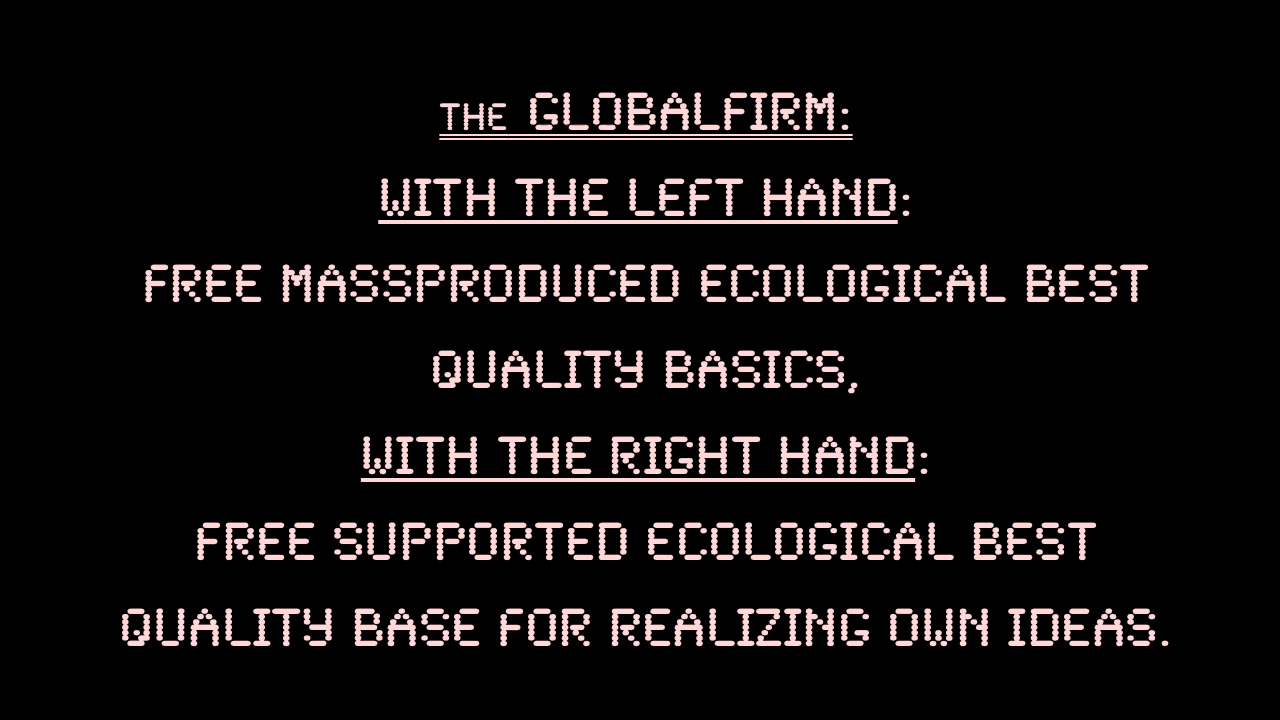 THE GLOBALFIRM:
WITH THE LEFT HAND:
FREE MASSPRODUCED ECOLOGICAL BEST
QUALITY BASICS,
WITH THE RIGHT HAND:
FREE SUPPORTED ECOLOGICAL BEST
QUALITY BASE FOR REALIZING OWN IDEAS.